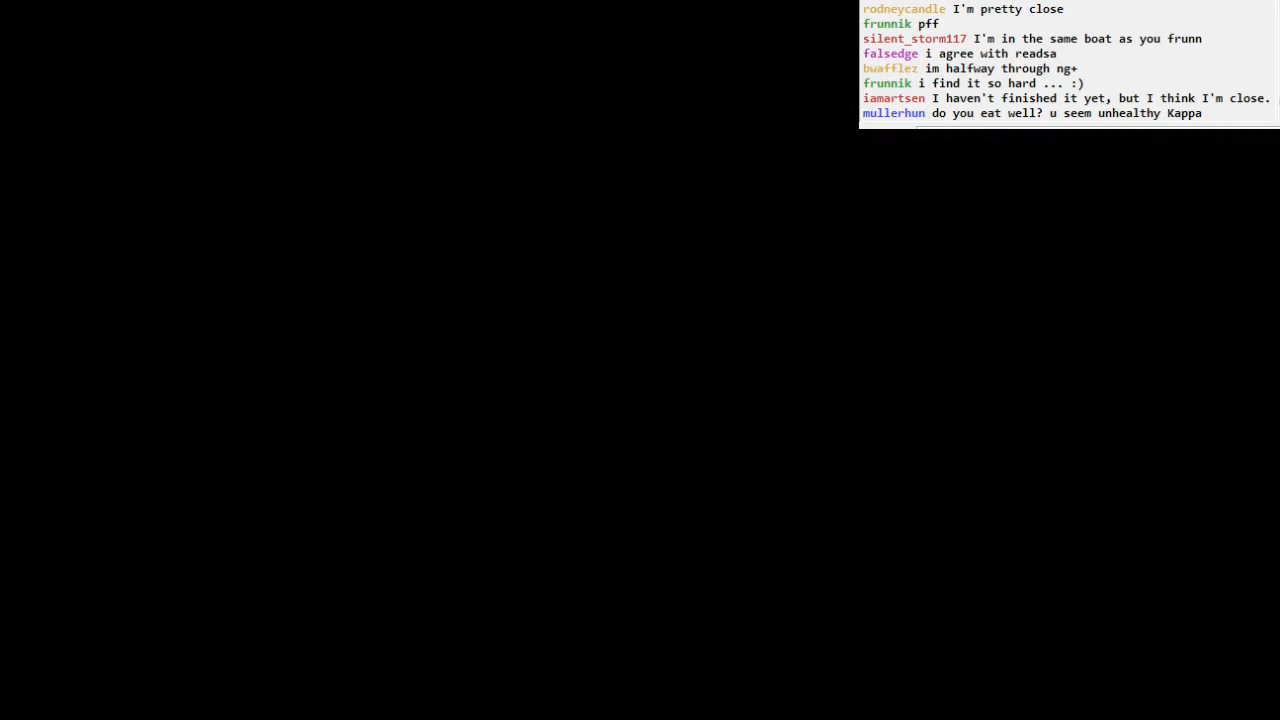 rodneycandle I'm pretty close
frunnik pff
silent_storm117 I'm in the same boat as you frunn
falsedge i agree with readsa
bwafflez im halfway through ng+
frunnik i find it so hard ... :)
iamartsen I haven't finished it yet, but I think I'm close.
mullerhun do you eat well? u seem unhealthy Kappa